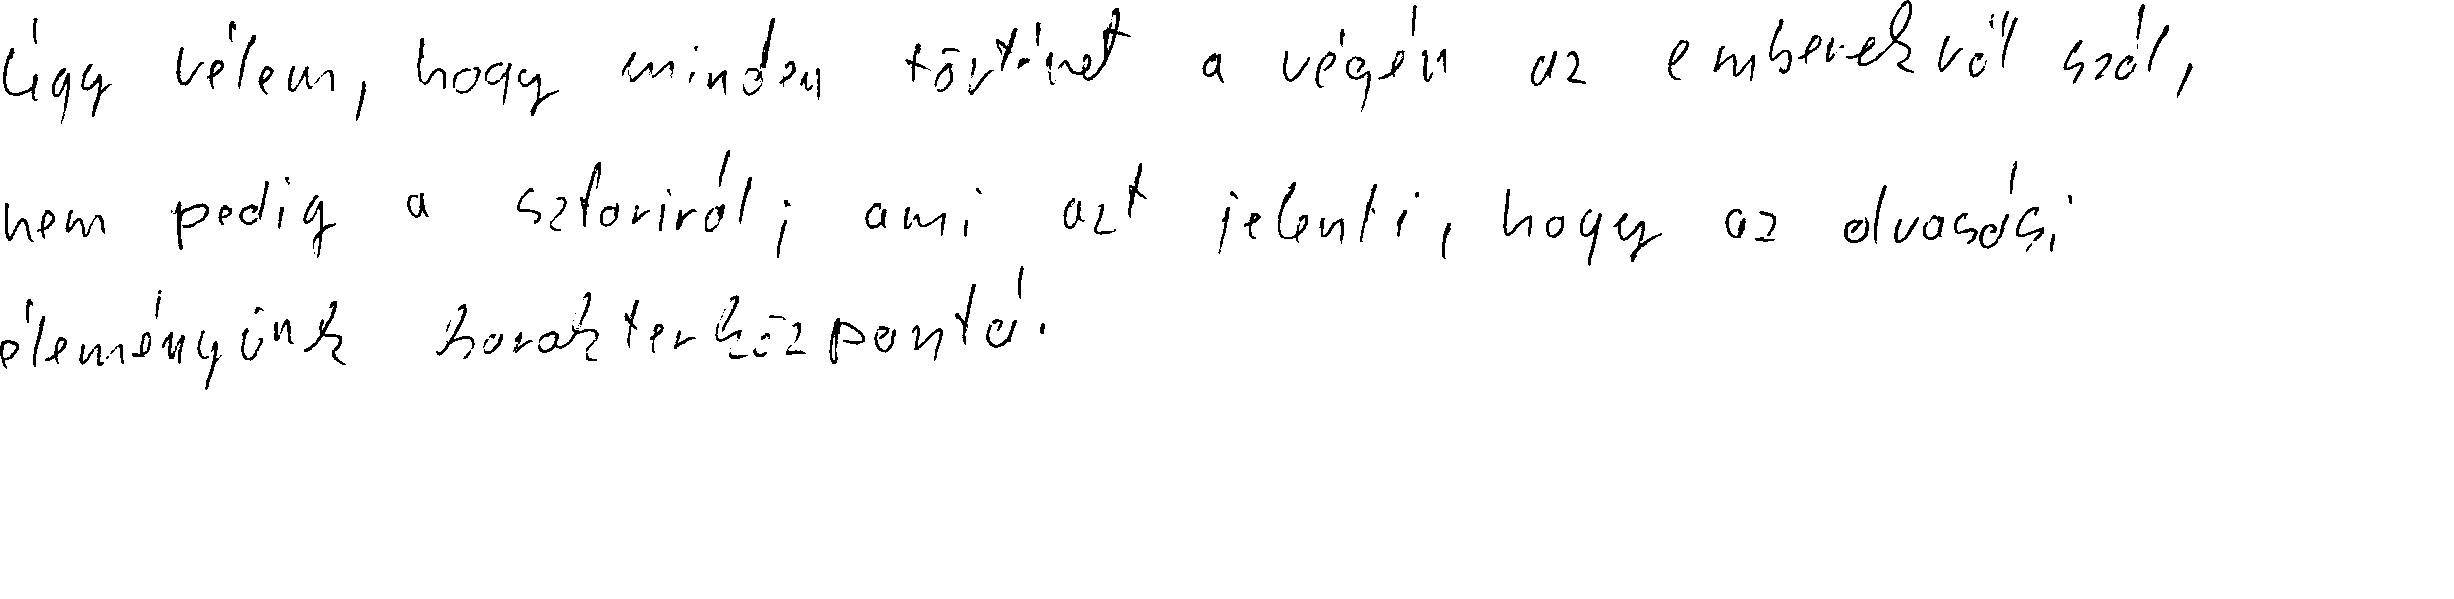 Úgy vélem, hogy minden történet a végén az emberekről szól,
nem pedig a sztoriról; ami azt jelenti, hogy az olvasási
élményünk karakterközpontú.